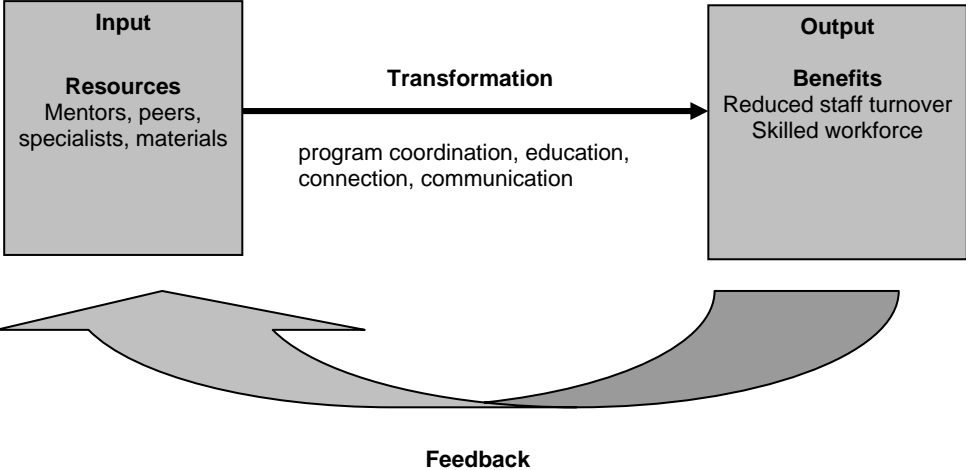 Input
Resources
Mentors, peers,
specialists, materials
Transformation
program coordination, education,
connection, communication
Output
Benefits
Reduced staff turnover
Skilled workforce
Feedback